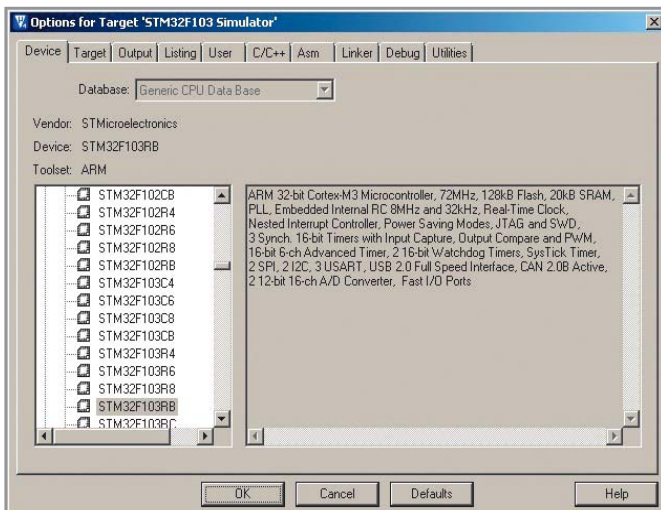 Options for Target 'STM32F103 Simulator'
Device Target Output Listing User C/C++ Asm Linker Debug Utilities
Database: Generic CPU Data Base
Vendor: STMicroelectronics
Device: STM32F103RB
Toolset: ARM
STM32F102CB
STM32F102R4
STM32F102R6
STM32F102R8
STM32F102RB
STM32F103C4
STM32F103C6
STM32F103C8
STM32F103CB
STM32F103R4
STM32F103R6
STM32F103R8
STM32F103RB
STM32F103RC
ARM 32-bit Cortex-M3 Microcontroller, 72MHz, 128kB Flash, 20kB SRAM,
PLL, Embedded Internal RC 8MHz and 32kHz, Real-Time Clock,
Nested Interrupt Controller, Power Saving Modes, JTAG and SWD,
3 Synch. 16-bit Timers with Input Capture, Output Compare and PWM,
16-bit 6-ch Advanced Timer, 2 16-bit Watchdog Timers, SysTick Timer,
2 SPI, 2 I2C, 3 USART, USB 2.0 Full Speed Interface, CAN 2.0B Active,
2 12-bit 16-ch A/D Converter, Fast I/O Ports
OK Cancel Defaults Help